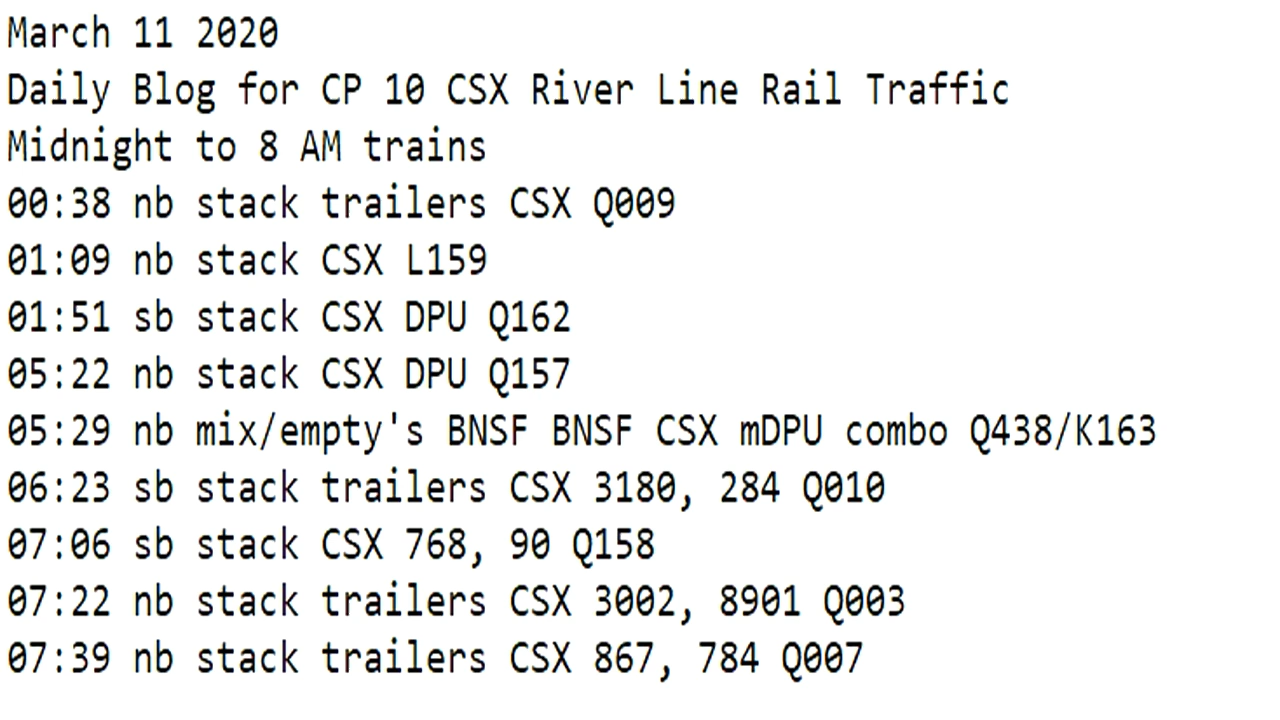 March 11 2020
Daily Blog for CP 10 CSX River Line Rail Traffic
Midnight to 8 AM trains
00:38 nb stack trailers CSX Q009
01:09 nb stack CSX L159
01:51 sb stack CSX DPU Q162
05:22 nb stack CSX DPU Q157
05:29 nb mix/empty's BNSF BNSF CSX mDPU combo Q438/K163
06:23 sb stack trailers CSX 3180, 284 Q010
07:06 sb stack CSX 768, 90 Q158
07:22 nb stack trailers CSX 3002, 8901 Q003
07:39 nb stack trailers CSX 867, 784 Q007